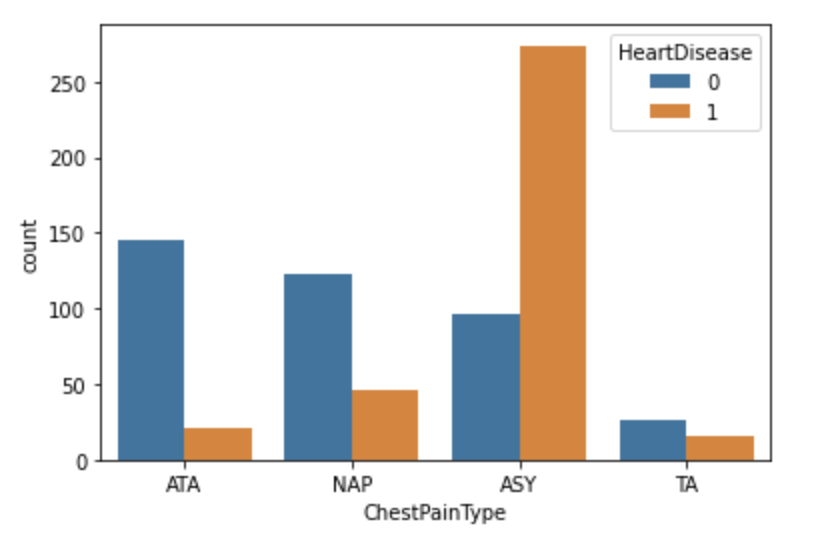 HeartDisease
0
1
250
200
150
100
50
0
count
ATA NAP ASY TA
ChestPainType